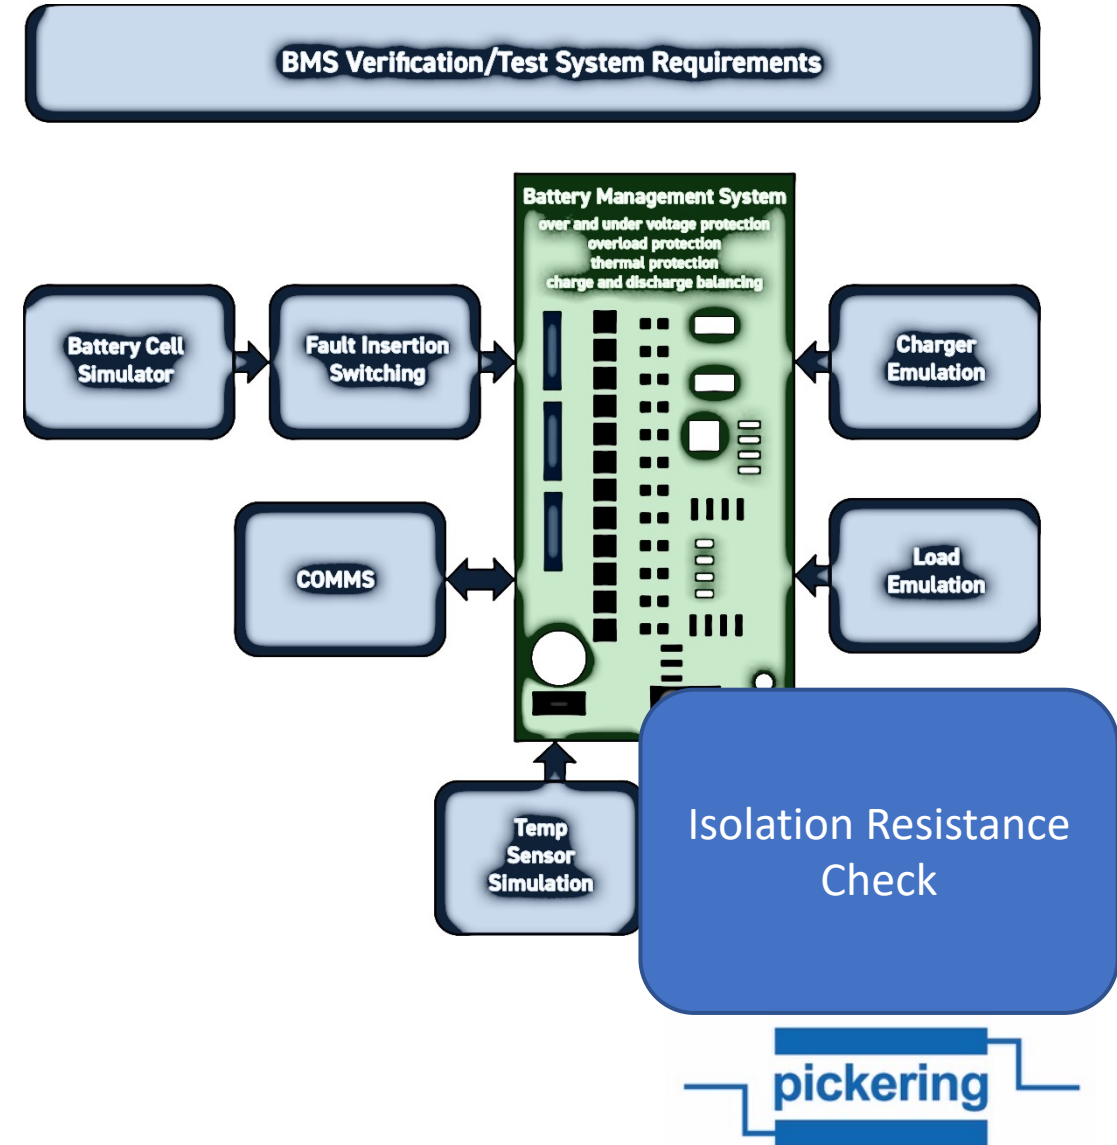 BMS Verification/Test System Requirements
Battery Management System
over and under voltage protection
overload protection
thermal protection
charge and discharge balancing
Battery Cell
Simulator
Fault Insertion
Switching
Charger
Emulation
COMMS
Load
Emulation
Temp
Sensor
Simulation
Isolation Resistance
Check
pickering